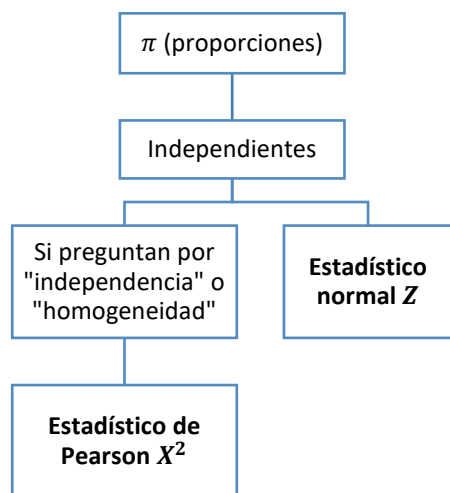 π (proporciones)
Independientes
Si preguntan por
"independencia" o
"homogeneidad"
Estadístico
normal Z
Estadístico de
Pearson X²